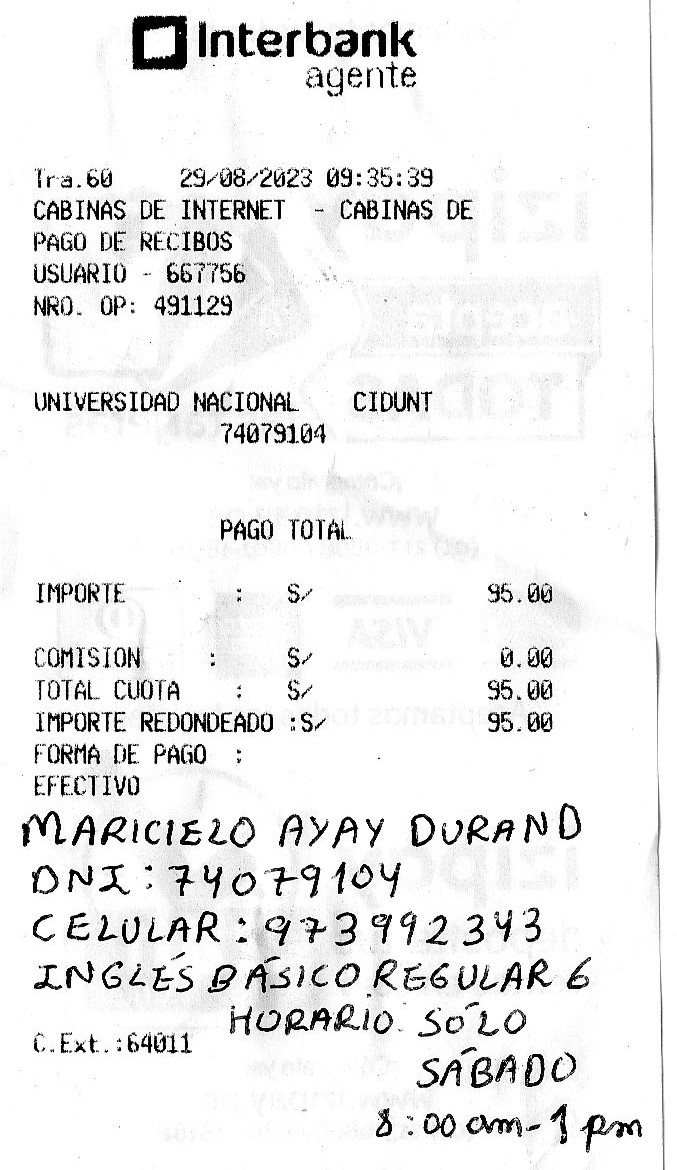 Interbank
agente
Tra.60 29/08/2023 09:35:39
CABINAS DE INTERNET - CABINAS DE
PAGO DE RECIBOS
USUARIO - 667756
NRO. OP: 491129
UNIVERSIDAD NACIONAL CIDUNT
74079104
PAGO TOTAL
IMPORTE : S/ 95.00
COMISION : S/ 0.00
TOTAL CUOTA : S/ 95.00
IMPORTE REDONDEADO :S/ 95.00
FORMA DE PAGO :
EFECTIVO
MARICIELO AYAY DURAND
DNI : 74079104
CELULAR : 973992343
INGLÉS BÁSICO REGULAR 6
HORARIO SÓLO
C.Ext.:64011
SÁBADO
8:00 am - 1 pm